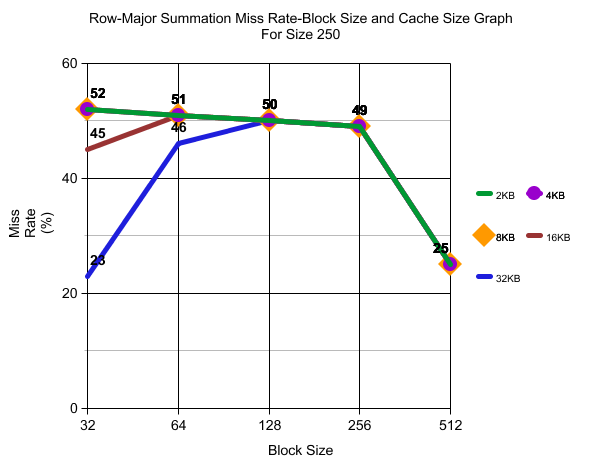 Row-Major Summation Miss Rate-Block Size and Cache Size Graph
For Size 250
60
52
51
50
49
45
46
40
2KB
4KB
Miss
Rate
(%)
8KB
16KB
25
23
32KB
20
0
32
64
128
256
512
Block Size